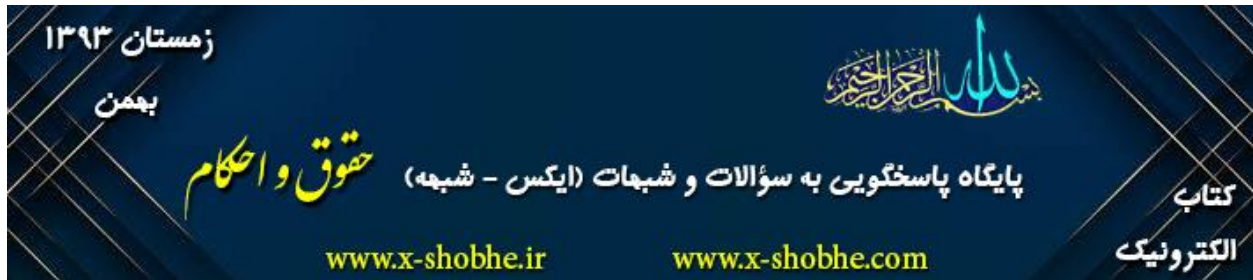 زمستان ۱۳۹۳
بهمن
بسم الله الرحمن الرحیم
پایگاه پاسخگویی به سؤالات و شبهات (ایکس - شبهه) حقوق و احکام
www.x-shobhe.com www.x-shobhe.ir
کتاب
الکترونیک